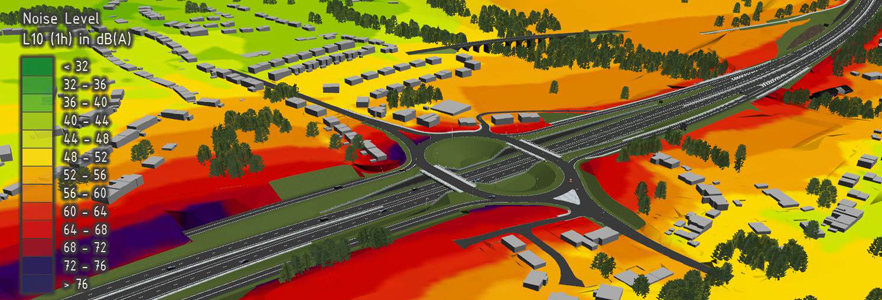 Noise Level
L10 (1h) in dB(A)
< 32
32 - 36
36 - 40
40 - 44
44 - 48
48 - 52
52 - 56
56 - 60
60 - 64
64 - 68
68 - 72
72 - 76
> 76